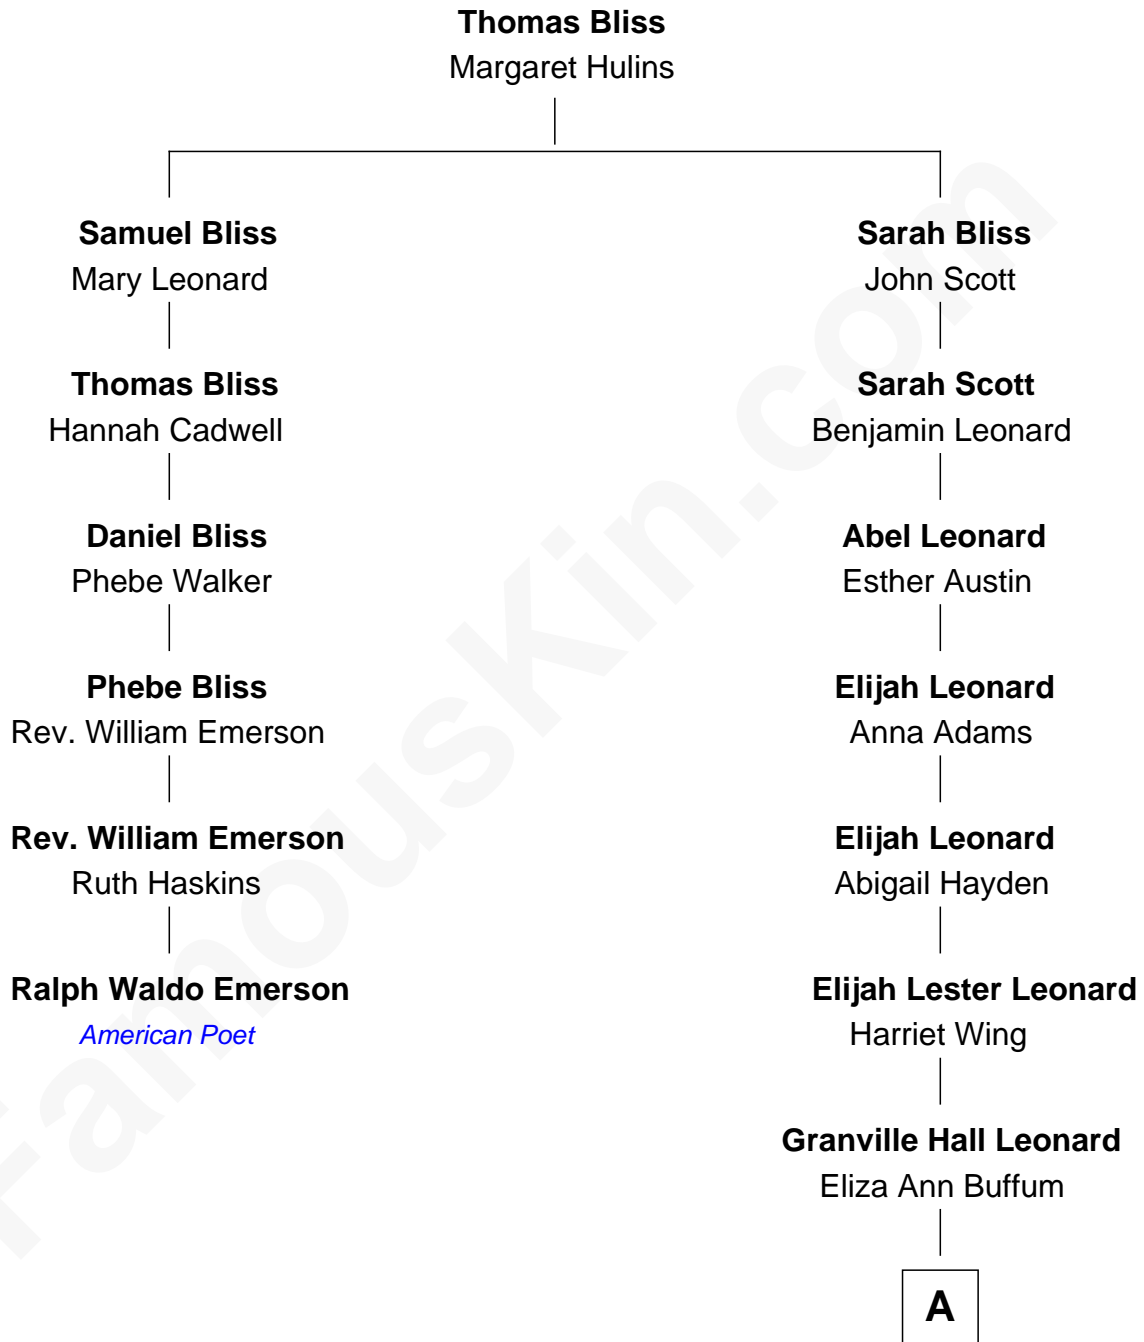 Thomas Bliss
Margaret Hulins
Samuel Bliss
Mary Leonard
Thomas Bliss
Hannah Cadwell
Daniel Bliss
Phebe Walker
Phebe Bliss
Rev. William Emerson
Rev. William Emerson
Ruth Haskins
Ralph Waldo Emerson
American Poet
Sarah Bliss
John Scott
Sarah Scott
Benjamin Leonard
Abel Leonard
Esther Austin
Elijah Leonard
Anna Adams
Elijah Leonard
Abigail Hayden
Elijah Lester Leonard
Harriet Wing
Granville Hall Leonard
Eliza Ann Buffum
A
FamousKin.com